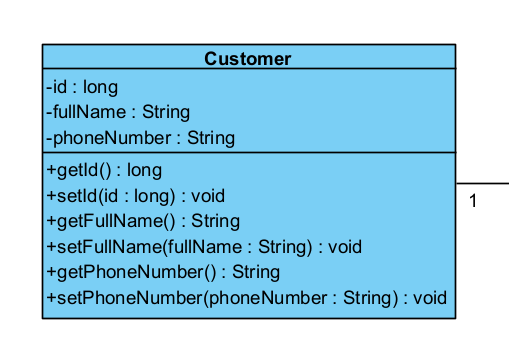 Customer
-id : long
-fullName : String
-phoneNumber : String
+getId() : long
+setId(id : long) : void
+getFullName() : String
+setFullName(fullName : String) : void
+getPhoneNumber() : String
+setPhoneNumber(phoneNumber : String) : void
1